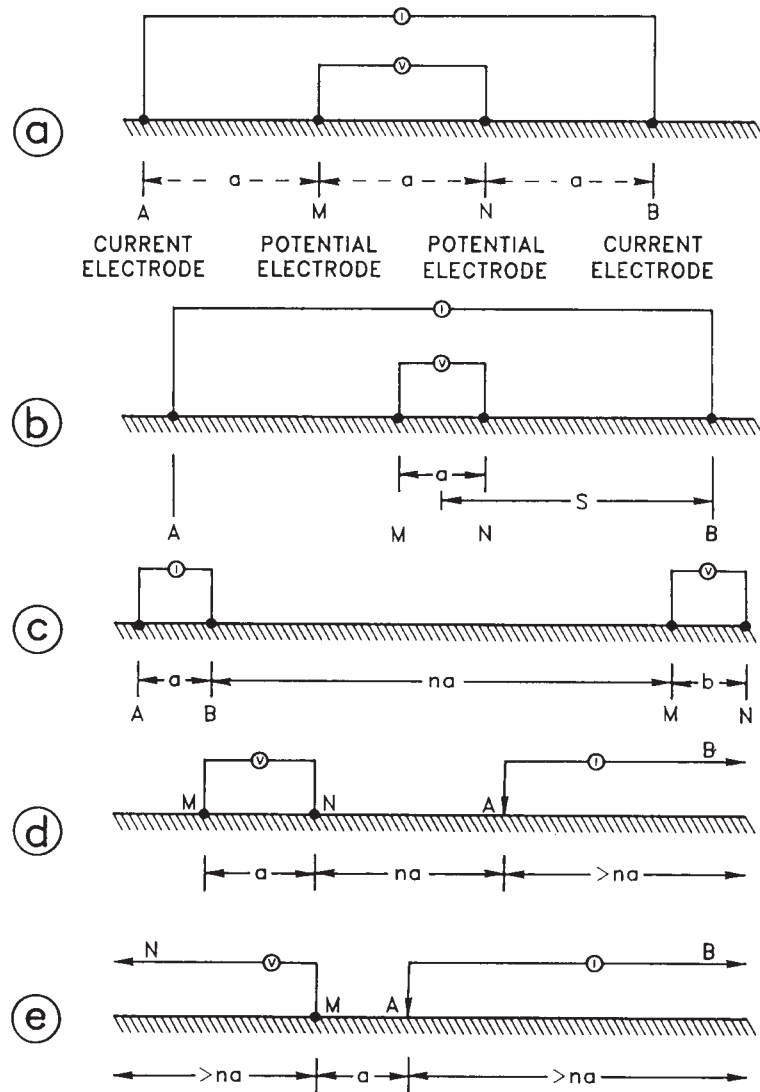 I
V
a
a a a
A M N B
CURRENT ELECTRODE POTENTIAL ELECTRODE POTENTIAL ELECTRODE CURRENT ELECTRODE
I
V
b
a
S
A M N B
I V
c
a na b
A B M N
V I B
M N A
d
a na >na
N V I B
M A
e
>na a >na